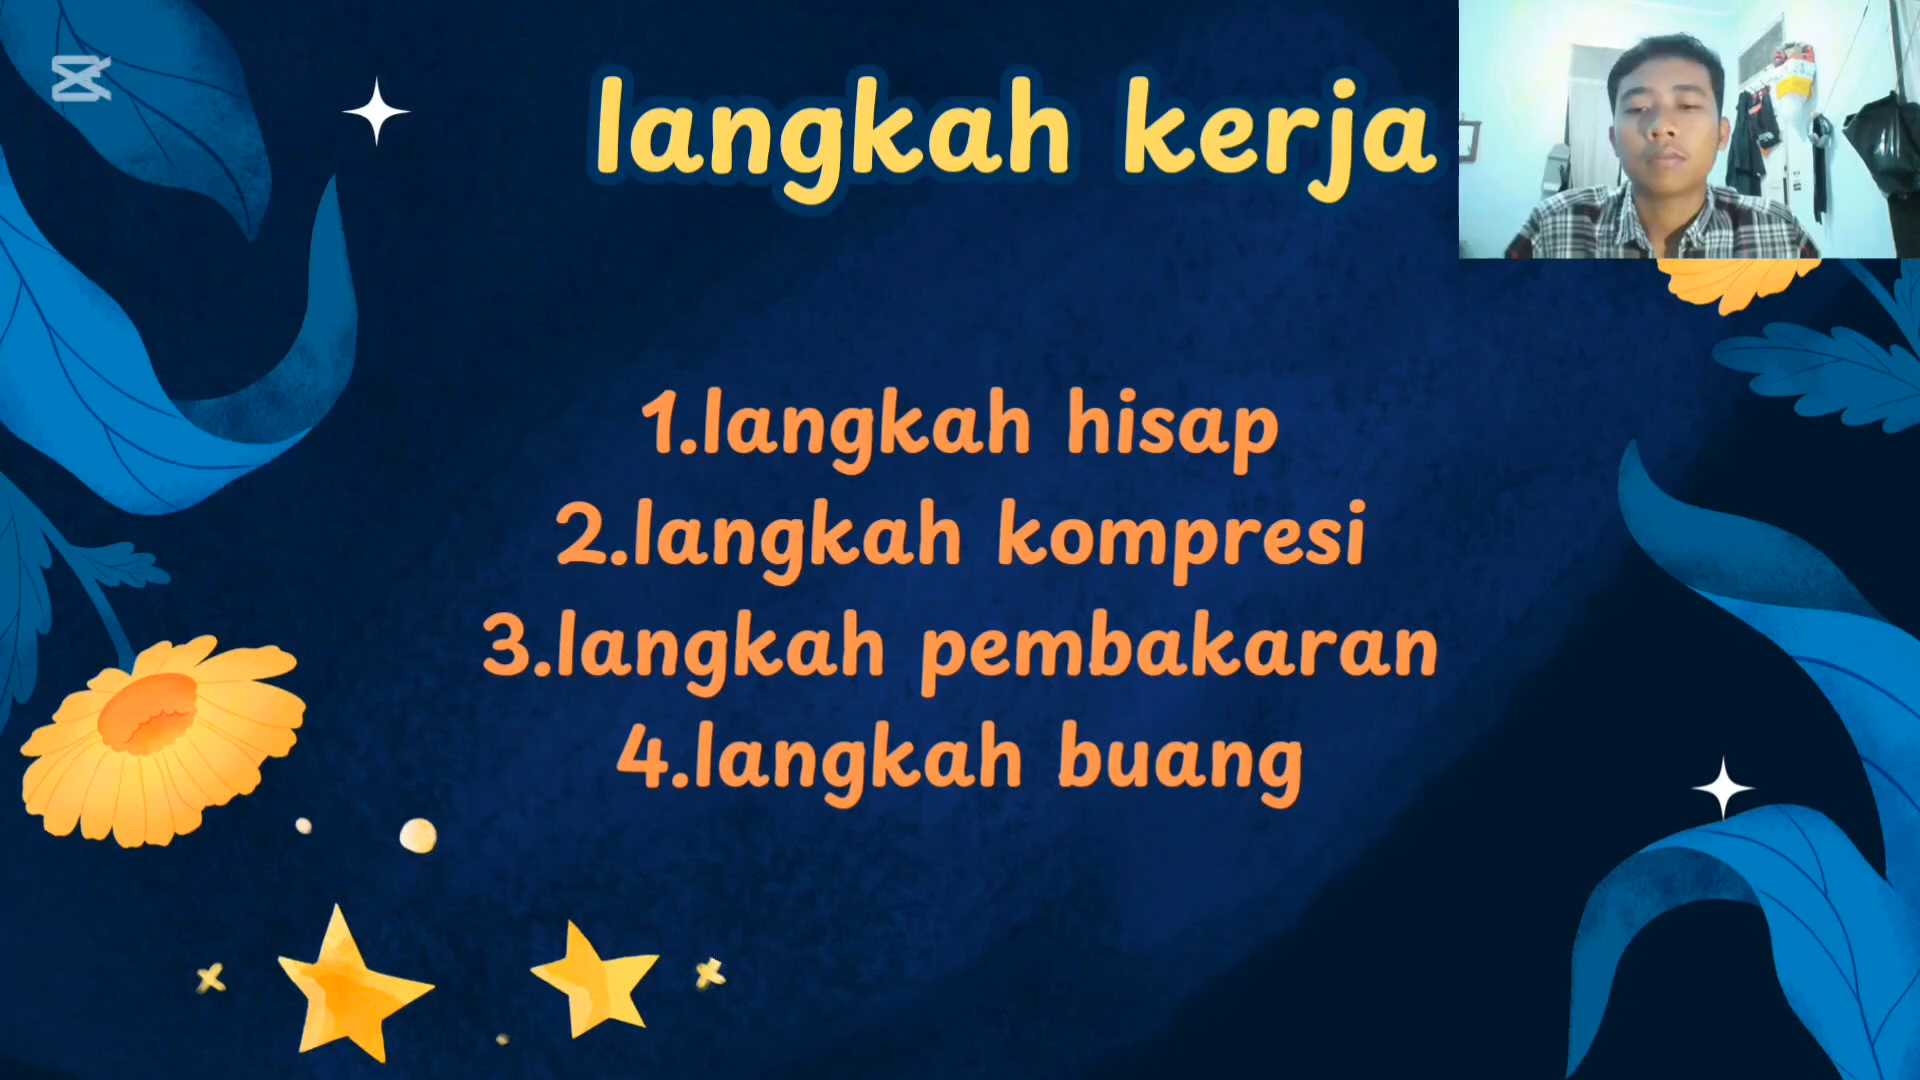 langkah kerja
1.langkah hisap
2.langkah kompresi
3.langkah pembakaran
4.langkah buang